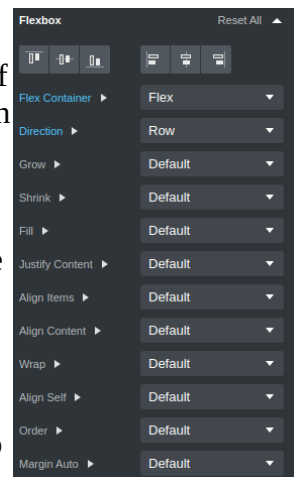 Flexbox Reset All
Flex Container Flex
Direction Row
Grow Default
Shrink Default
Fill Default
Justify Content Default
Align Items Default
Align Content Default
Wrap Default
Align Self Default
Order Default
Margin Auto Default